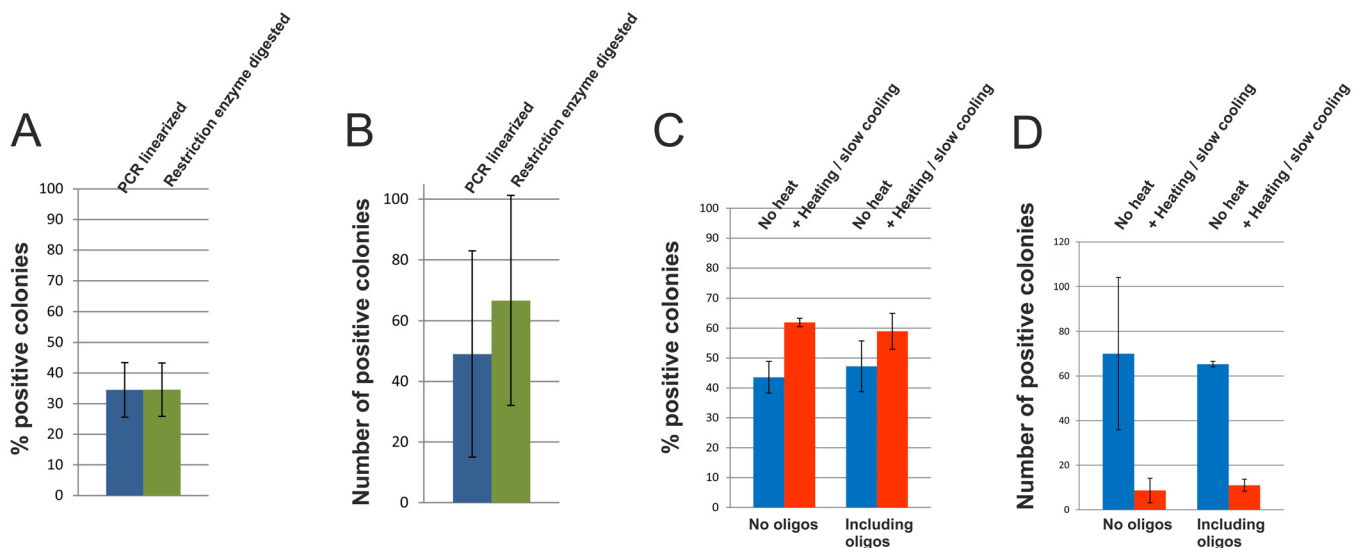 A
PCR linearized
Restriction enzyme digested
% positive colonies
100
90
80
70
60
50
40
30
20
10
0
B
PCR linearized
Restriction enzyme digested
Number of positive colonies
100
80
60
40
20
0
C
No heat
+ Heating / slow cooling
No heat
+ Heating / slow cooling
% positive colonies
100
90
80
70
60
50
40
30
20
10
0
No oligos
Including
oligos
D
No heat
+ Heating / slow cooling
No heat
+ Heating / slow cooling
Number of positive colonies
120
100
80
60
40
20
0
No oligos
Including
oligos